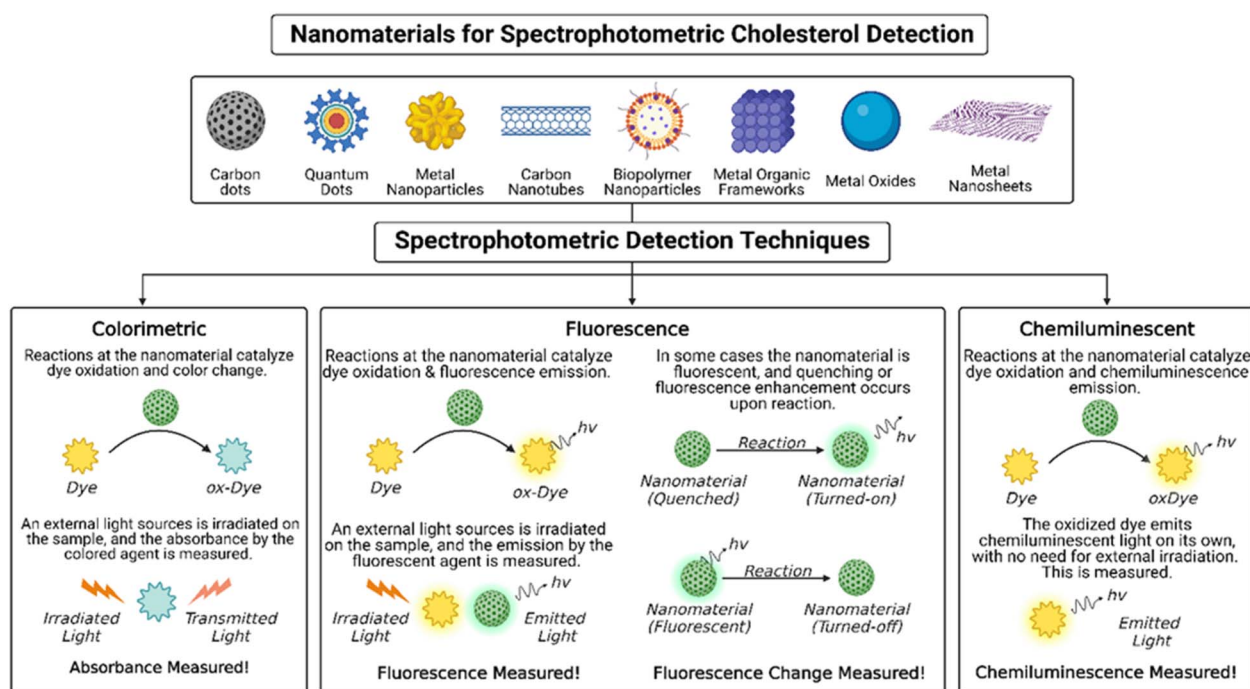 Nanomaterials for Spectrophotometric Cholesterol Detection
Carbon
dots
Quantum
Dots
Metal
Nanoparticles
Carbon
Nanotubes
Biopolymer
Nanoparticles
Metal Organic
Frameworks
Metal Oxides
Metal
Nanosheets
Spectrophotometric Detection Techniques
Colorimetric
Reactions at the nanomaterial catalyze
dye oxidation and color change.
Dye
ox-Dye
An external light sources is irradiated on
the sample, and the absorbance by the
colored agent is measured.
Irradiated
Light
Transmitted
Light
Absorbance Measured!
Fluorescence
Reactions at the nanomaterial catalyze
dye oxidation & fluorescence emission.
hv
Dye
ox-Dye
An external light sources is irradiated
on the sample, and the emission by the
fluorescent agent is measured.
hv
Irradiated
Light
Emitted
Light
Fluorescence Measured!
In some cases the nanomaterial is
fluorescent, and quenching or
fluorescence enhancement occurs
upon reaction.
Reaction
hv
Nanomaterial
(Quenched)
Nanomaterial
(Turned-on)
hv
Reaction
Nanomaterial
(Fluorescent)
Nanomaterial
(Turned-off)
Fluorescence Change Measured!
Chemiluminescent
Reactions at the nanomaterial catalyze
dye oxidation and chemiluminescence
emission.
hv
Dye
oxDye
The oxidized dye emits
chemiluminescent light on its own,
with no need for external irradiation.
This is measured.
hv
Emitted
Light
Chemiluminescence Measured!